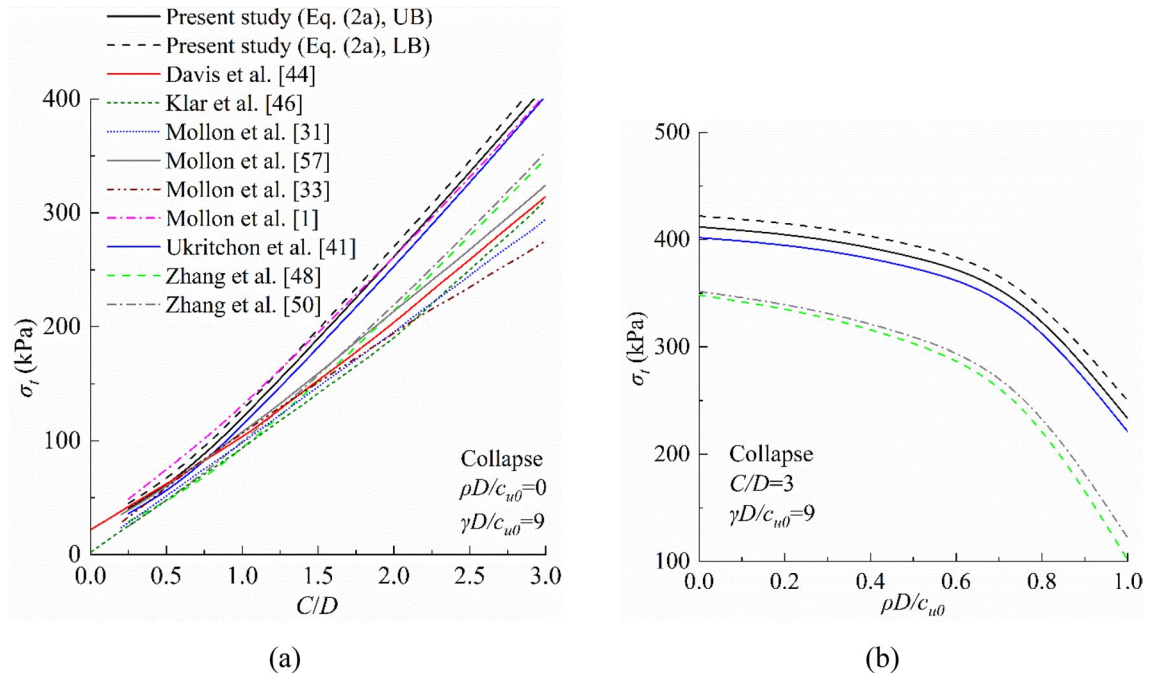 Present study (Eq. (2a), UB)
Present study (Eq. (2a), LB)
Davis et al. [44]
Klar et al. [46]
Mollon et al. [31]
Mollon et al. [57]
Mollon et al. [33]
Mollon et al. [1]
Ukritchon et al. [41]
Zhang et al. [48]
Zhang et al. [50]
400
300
200
100
0
σt (kPa)
0.0 0.5 1.0 1.5 2.0 2.5 3.0
C/D
Collapse
ρD/cu0=0
γD/cu0=9
(a)
500
400
300
200
100
σt (kPa)
0.0 0.2 0.4 0.6 0.8 1.0
ρD/cu0
Collapse
C/D=3
γD/cu0=9
(b)